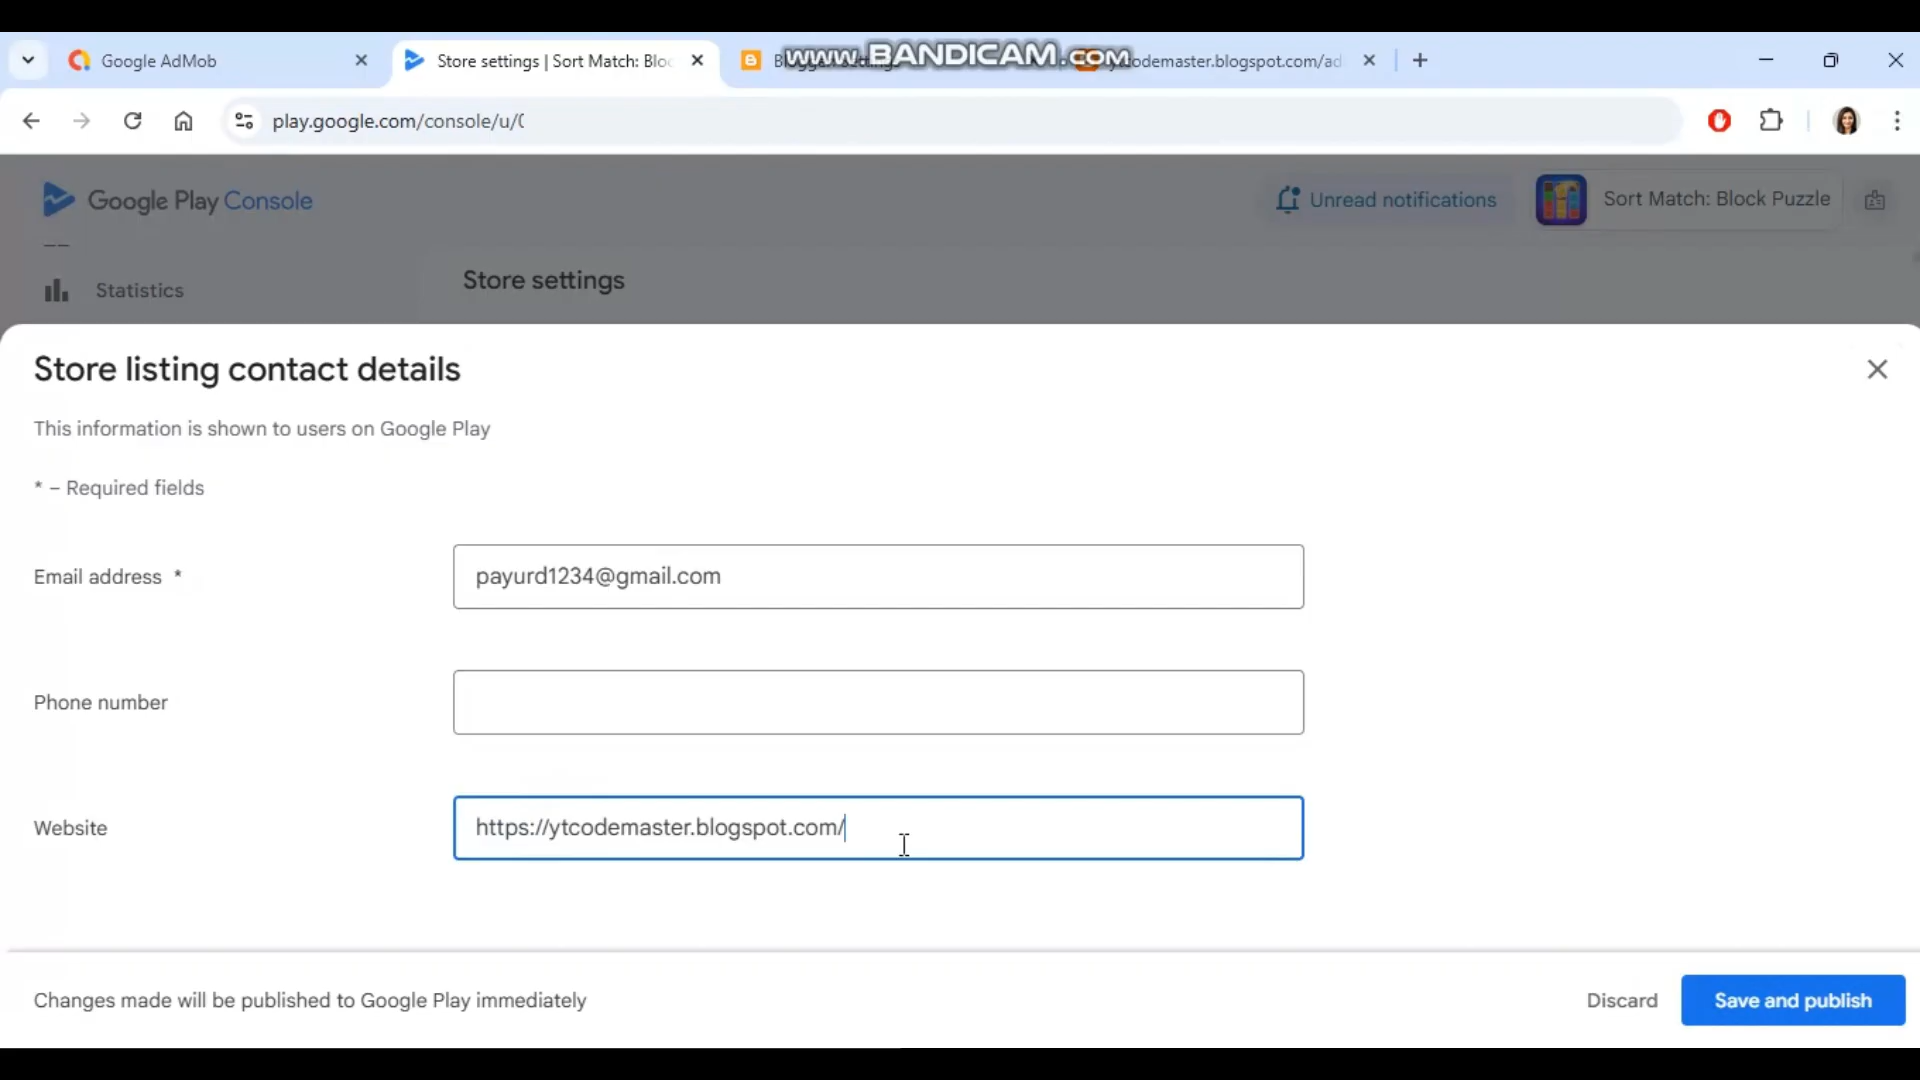 www.BANDICAM.com
Google AdMob
Store settings | Sort Match: Bloc
ytcodemaster.blogspot.com/ad
play.google.com/console/u/0
Google Play Console
Unread notifications
Sort Match: Block Puzzle
Statistics
Store settings
Store listing contact details
This information is shown to users on Google Play
* – Required fields
Email address *
payurd1234@gmail.com
Phone number
Website
https://ytcodemaster.blogspot.com/
Changes made will be published to Google Play immediately
Discard
Save and publish